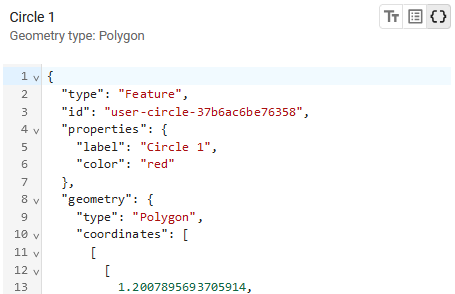 Circle 1
Geometry type: Polygon
Tт
{}
1 {
2 "type": "Feature",
3 "id": "user-circle-37b6ac6be76358",
4 "properties": {
5 "label": "Circle 1",
6 "color": "red"
7 },
8 "geometry": {
9 "type": "Polygon",
10 "coordinates": [
11 [
12 [
13 1.2007895693705914,